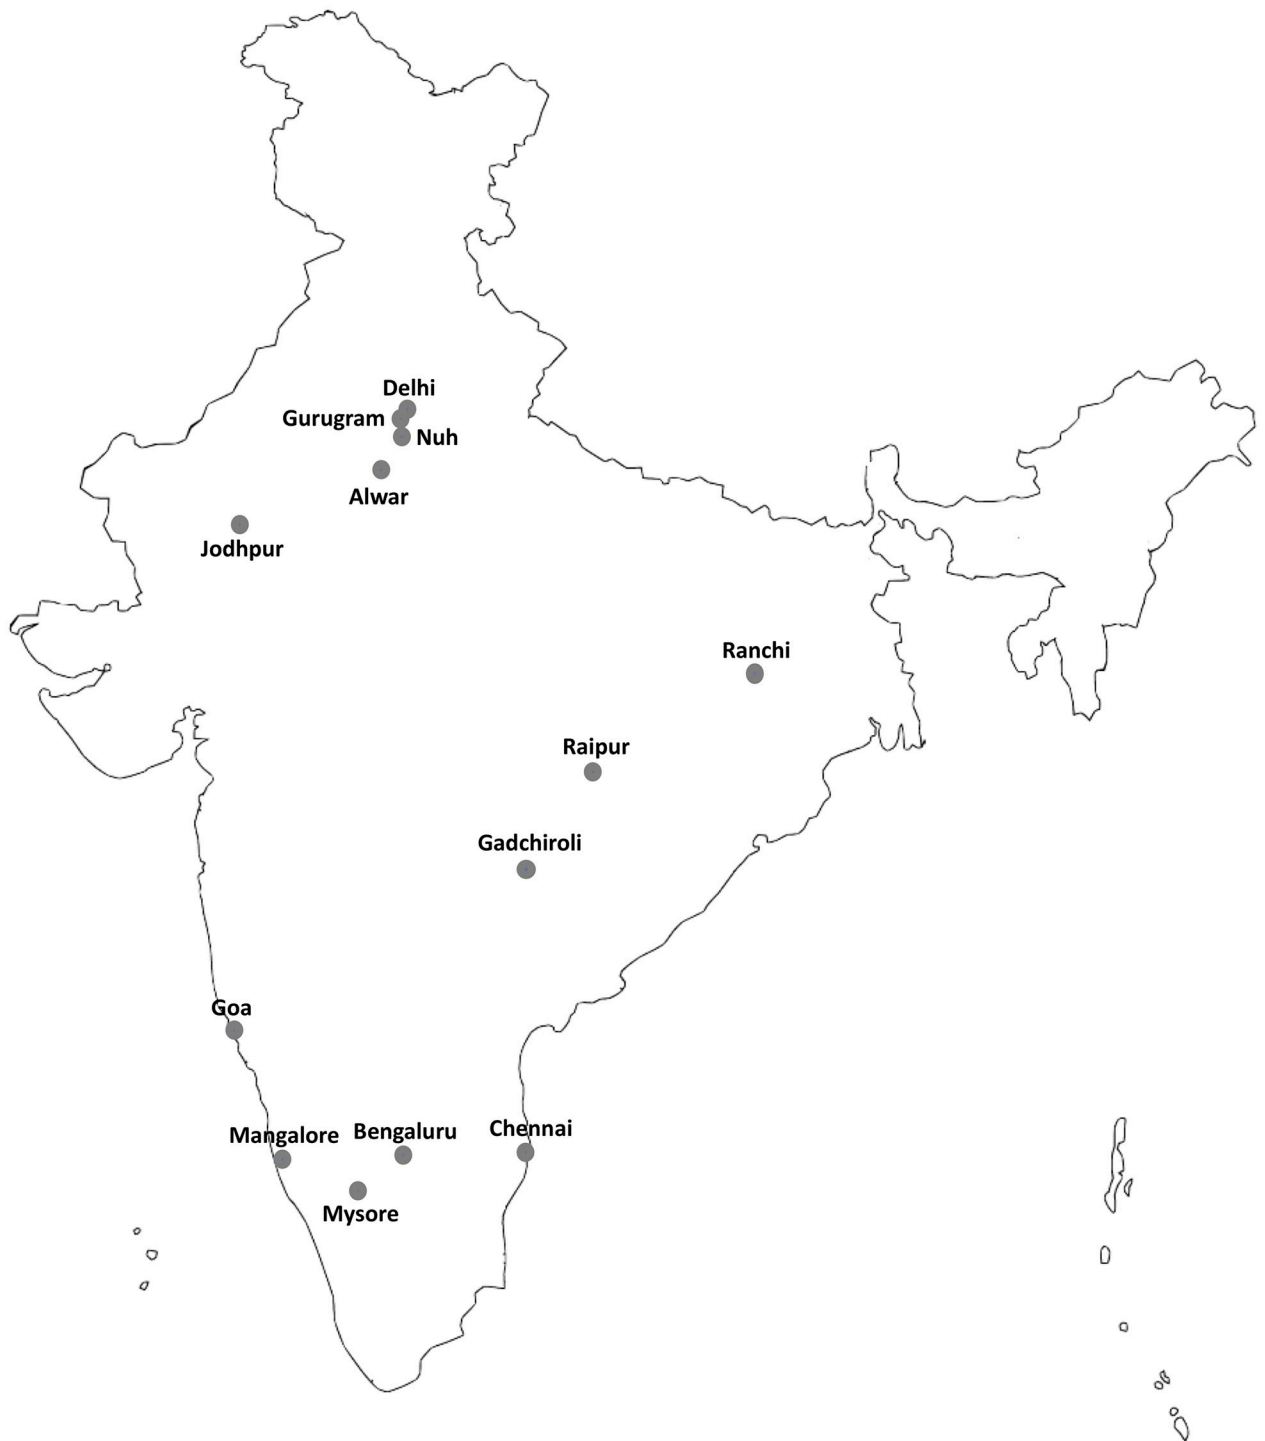 Delhi
Gurugram
Nuh
Alwar
Jodhpur
Ranchi
Raipur
Gadchiroli
Goa
Mangalore
Bengaluru
Chennai
Mysore